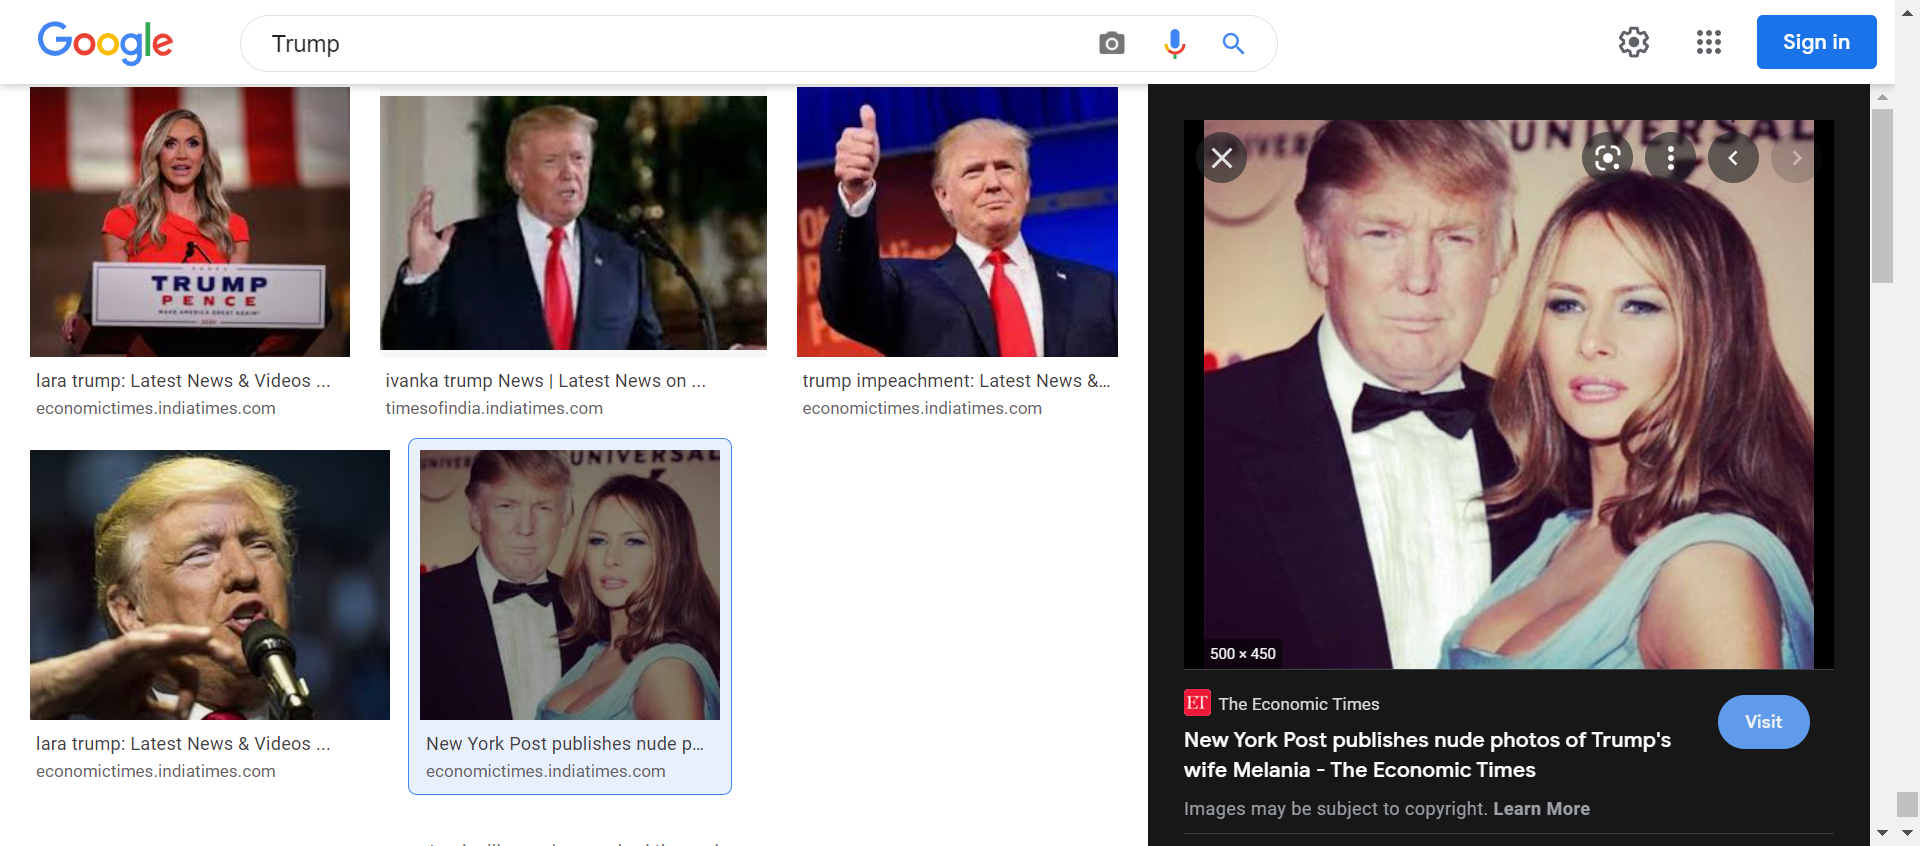 Google
Trump
Sign in
TRUMP
PENCE
MAKE AMERICA GREAT AGAIN!
2020
lara trump: Latest News & Videos ...
economictimes.indiatimes.com
ivanka trump News | Latest News on ...
timesofindia.indiatimes.com
trump impeachment: Latest News &...
economictimes.indiatimes.com
lara trump: Latest News & Videos ...
economictimes.indiatimes.com
UNIVERSAL
New York Post publishes nude p...
economictimes.indiatimes.com
UNIVERSAL
500 × 450
ET The Economic Times
Visit
New York Post publishes nude photos of Trump's
wife Melania - The Economic Times
Images may be subject to copyright. Learn More